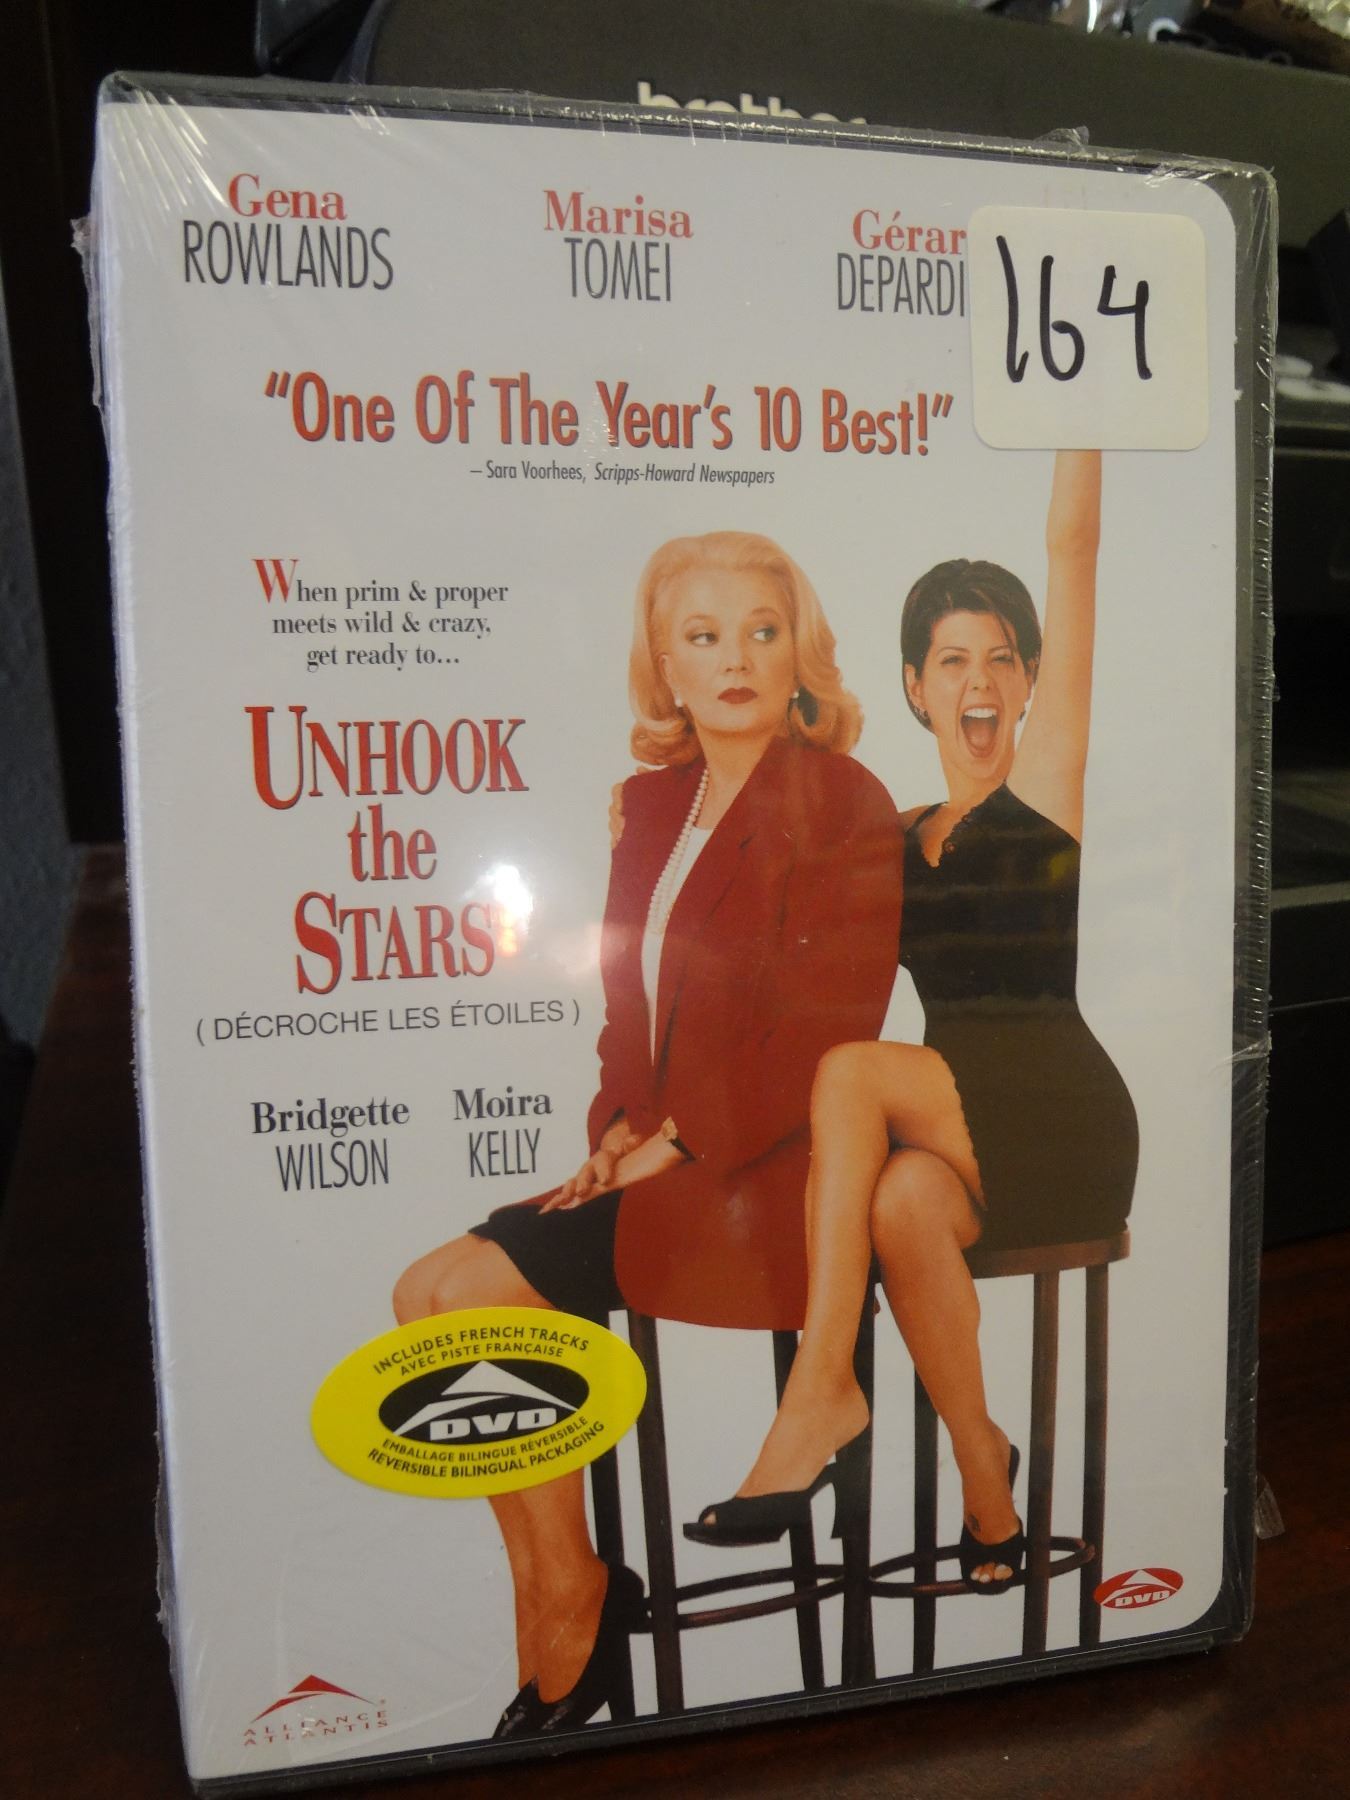 brother
Gena Marisa Gérar
ROWLANDS TOMEI DEPARDI
164
"One Of The Year's 10 Best!"
– Sara Voorhees, Scripps-Howard Newspapers
When prim & proper
meets wild & crazy,
get ready to...
UNHOOK
the
STARS
( DÉCROCHE LES ÉTOILES )
Bridgette Moira
WILSON KELLY
INCLUDES FRENCH TRACKS
AVEC PISTE FRANÇAISE
DVD
EMBALLAGE BILINGUE RÉVERSIBLE
REVERSIBLE BILINGUAL PACKAGING
DVD
ALLIANCE
ATLANTIS